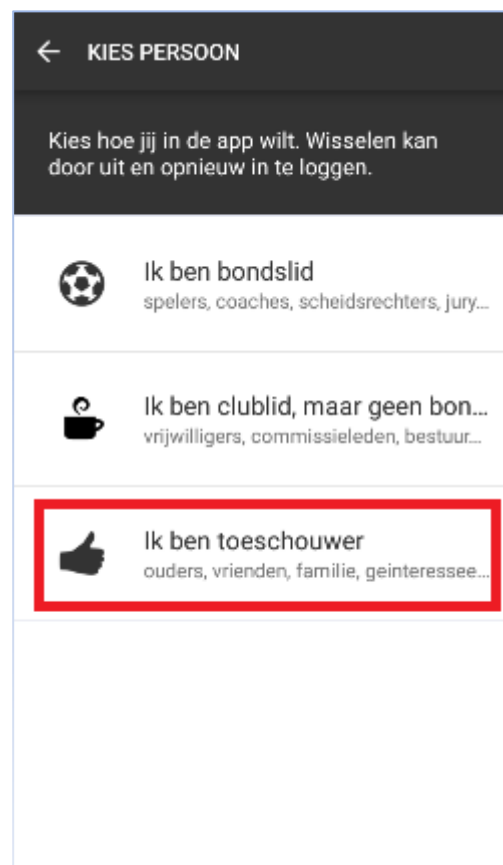 KIES PERSOON
Kies hoe jij in de app wilt. Wisselen kan
door uit en opnieuw in te loggen.
Ik ben bondslid
spelers, coaches, scheidsrechters, jury...
Ik ben clublid, maar geen bon...
vrijwilligers, commissieleden, bestuur...
Ik ben toeschouwer
ouders, vrienden, familie, geinteressee...